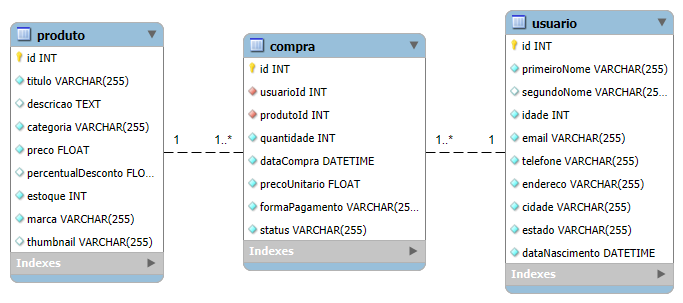 produto
id INT
titulo VARCHAR(255)
descricao TEXT
categoria VARCHAR(255)
preco FLOAT
percentualDesconto FLO...
estoque INT
marca VARCHAR(255)
thumbnail VARCHAR(255)
Indexes
1
1..*
compra
id INT
usuarioId INT
produtoId INT
quantidade INT
dataCompra DATETIME
precoUnitario FLOAT
formaPagamento VARCHAR(25...
status VARCHAR(255)
Indexes
1..*
1
usuario
id INT
primeiroNome VARCHAR(255)
segundoNome VARCHAR(25...
idade INT
email VARCHAR(255)
telefone VARCHAR(255)
endereco VARCHAR(255)
cidade VARCHAR(255)
estado VARCHAR(255)
dataNascimento DATETIME
Indexes